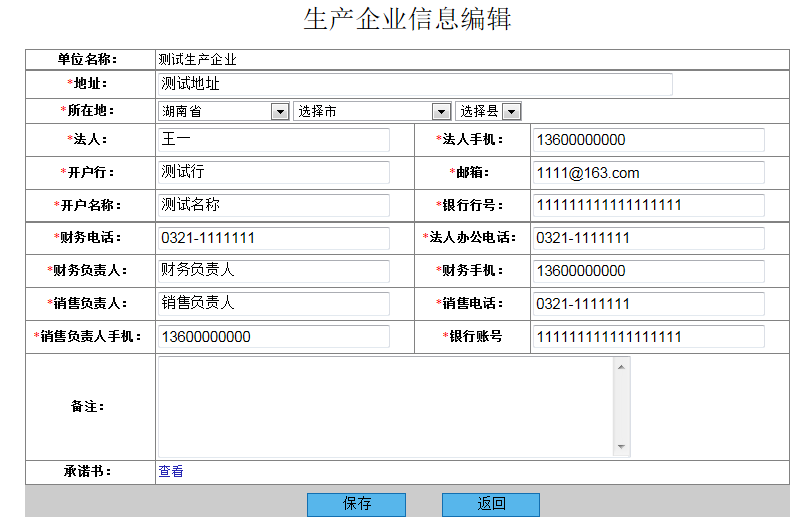 生产企业信息编辑
单位名称： 测试生产企业
*地址： 测试地址
*所在地： 湖南省 选择市 选择县
*法人： 王一 *法人手机： 13600000000
*开户行： 测试行 *邮箱： 1111@163.com
*开户名称： 测试名称 *银行行号： 111111111111111111
*财务电话： 0321-1111111 *法人办公电话： 0321-1111111
*财务负责人： 财务负责人 *财务手机： 13600000000
*销售负责人： 销售负责人 *销售电话： 0321-1111111
*销售负责人手机： 13600000000 *银行账号 111111111111111111
备注：
承诺书： 查看
保存 返回